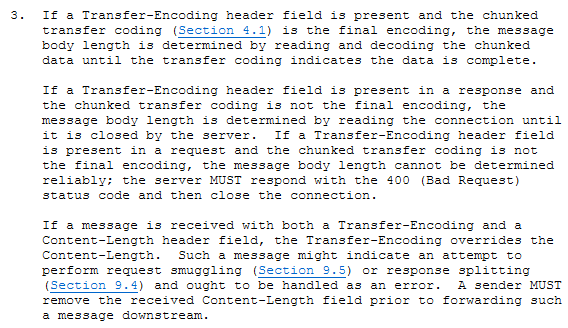 3.  If a Transfer-Encoding header field is present and the chunked
transfer coding (Section 4.1) is the final encoding, the message
body length is determined by reading and decoding the chunked
data until the transfer coding indicates the data is complete.

If a Transfer-Encoding header field is present in a response and
the chunked transfer coding is not the final encoding, the
message body length is determined by reading the connection until
it is closed by the server.  If a Transfer-Encoding header field
is present in a request and the chunked transfer coding is not
the final encoding, the message body length cannot be determined
reliably; the server MUST respond with the 400 (Bad Request)
status code and then close the connection.

If a message is received with both a Transfer-Encoding and a
Content-Length header field, the Transfer-Encoding overrides the
Content-Length.  Such a message might indicate an attempt to
perform request smuggling (Section 9.5) or response splitting
(Section 9.4) and ought to be handled as an error.  A sender MUST
remove the received Content-Length field prior to forwarding such
a message downstream.